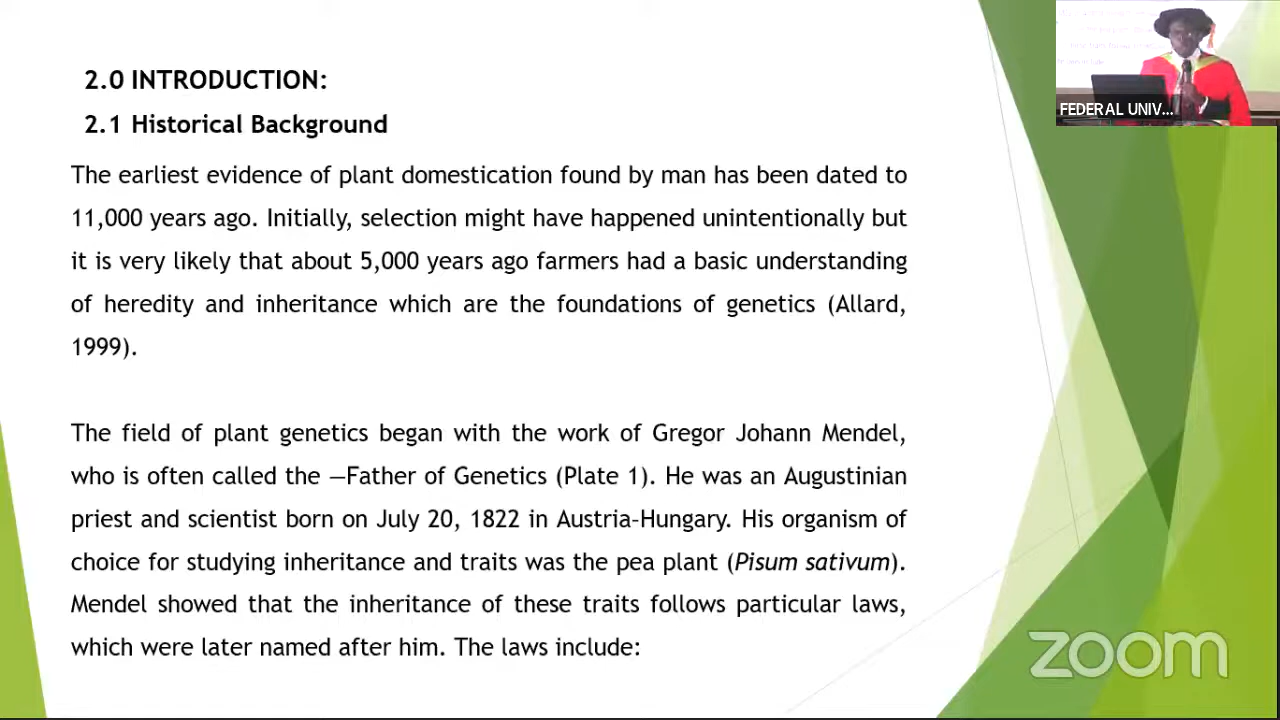 2.0 INTRODUCTION:
2.1 Historical Background
The earliest evidence of plant domestication found by man has been dated to
11,000 years ago. Initially, selection might have happened unintentionally but
it is very likely that about 5,000 years ago farmers had a basic understanding
of heredity and inheritance which are the foundations of genetics (Allard,
1999).
The field of plant genetics began with the work of Gregor Johann Mendel,
who is often called the —Father of Genetics (Plate 1). He was an Augustinian
priest and scientist born on July 20, 1822 in Austria–Hungary. His organism of
choice for studying inheritance and traits was the pea plant (Pisum sativum).
Mendel showed that the inheritance of these traits follows particular laws,
which were later named after him. The laws include:
FEDERAL UNIV...
zoom